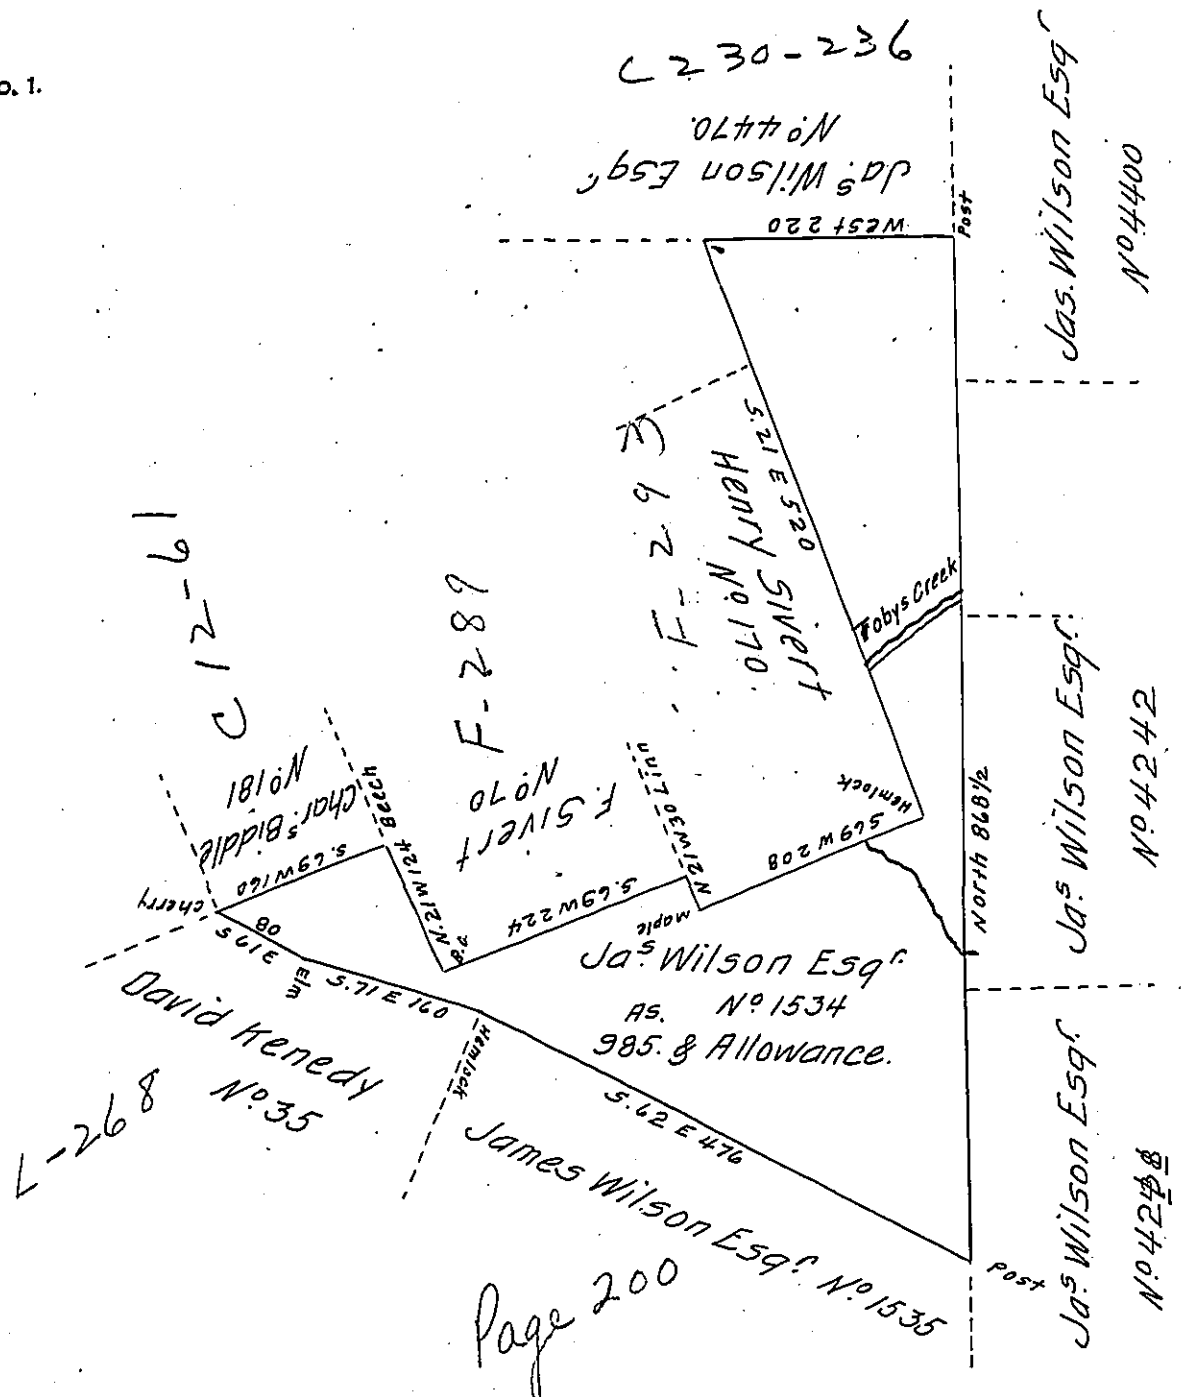 o. 1.
C 230-236
Jaˢ Wilson Esqʳ
Nº 4470.
West 220
Post
Jas. Wilson Esqʳ
Nº 4400
S. 21 E 520
Henry Sivert
Nº 170.
F-293
Tobys Creek
C 12-61
Charˢ Biddle
Nº 181
F-289
F. Sivert
Nº 70
Hemlock
North 868½
Jaˢ Wilson Esqʳ
Nº 4242
Cherry
S. 69 W 160
Beech
N. 21 W 124
S. 69 W 224
N 21 W 30 Linn
Maple
S 69 W 208
S 61 E 80
Elm
S. 71 E 160
Hemlock
David Kenedy
Nº 35
L-268
Jaˢ Wilson Esqʳ
As. Nº 1534
985. & Allowance.
S. 62 E 476
James Wilson Esqʳ Nº 1535
Post
Jaˢ Wilson Esqʳ
Page 200